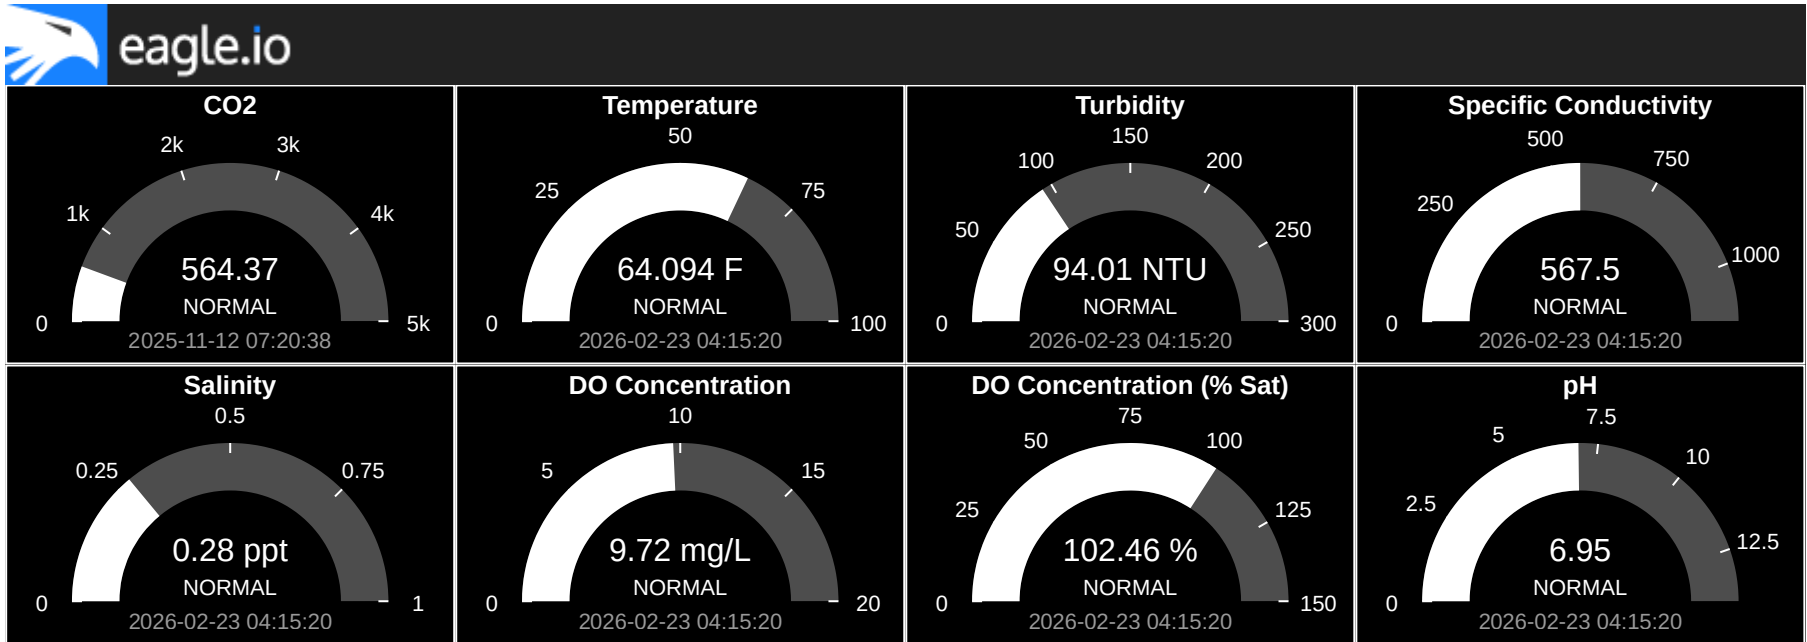 eagle.io
CO2
0
1k
2k
3k
4k
5k
564.37
NORMAL
2025-11-12 07:20:38
Temperature
0
25
50
75
100
64.094 F
NORMAL
2026-02-23 04:15:20
Turbidity
0
50
100
150
200
250
300
94.01 NTU
NORMAL
2026-02-23 04:15:20
Specific Conductivity
0
250
500
750
1000
567.5
NORMAL
2026-02-23 04:15:20
Salinity
0
0.25
0.5
0.75
1
0.28 ppt
NORMAL
2026-02-23 04:15:20
DO Concentration
0
5
10
15
20
9.72 mg/L
NORMAL
2026-02-23 04:15:20
DO Concentration (% Sat)
0
25
50
75
100
125
150
102.46 %
NORMAL
2026-02-23 04:15:20
pH
0
2.5
5
7.5
10
12.5
6.95
NORMAL
2026-02-23 04:15:20